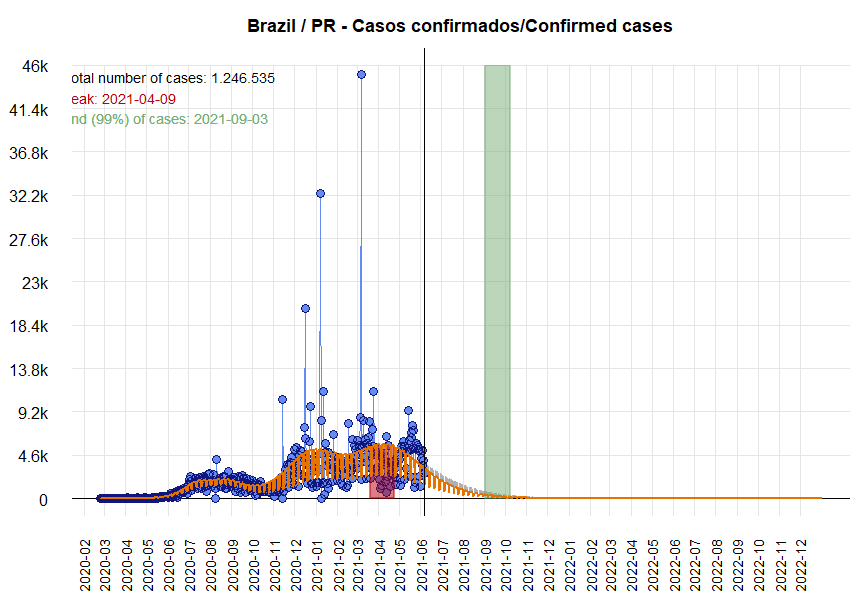 Brazil / PR - Casos confirmados/Confirmed cases
otal number of cases: 1.246.535
eak: 2021-04-09
nd (99%) of cases: 2021-09-03
46k
41.4k
36.8k
32.2k
27.6k
23k
18.4k
13.8k
9.2k
4.6k
0
2020-02
2020-03
2020-04
2020-05
2020-06
2020-07
2020-08
2020-09
2020-10
2020-11
2020-12
2021-01
2021-02
2021-03
2021-04
2021-05
2021-06
2021-07
2021-08
2021-09
2021-10
2021-11
2021-12
2022-01
2022-02
2022-03
2022-04
2022-05
2022-06
2022-07
2022-08
2022-09
2022-10
2022-11
2022-12